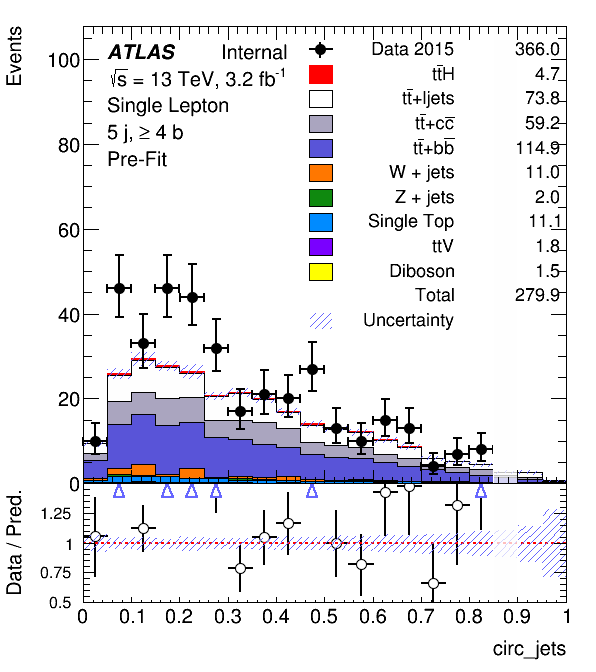 Events
ATLAS Internal
√s = 13 TeV, 3.2 fb⁻¹
Single Lepton
5 j, ≥ 4 b
Pre-Fit
Data 2015 366.0
tt̄H 4.7
tt̄+ljets 73.8
tt̄+cc̄ 59.2
tt̄+bb̄ 114.9
W + jets 11.0
Z + jets 2.0
Single Top 11.1
ttV 1.8
Diboson 1.5
Total 279.9
Uncertainty
100
80
60
40
20
0
Data / Pred.
1.25
1
0.75
0.5
0 0.1 0.2 0.3 0.4 0.5 0.6 0.7 0.8 0.9 1
circ_jets